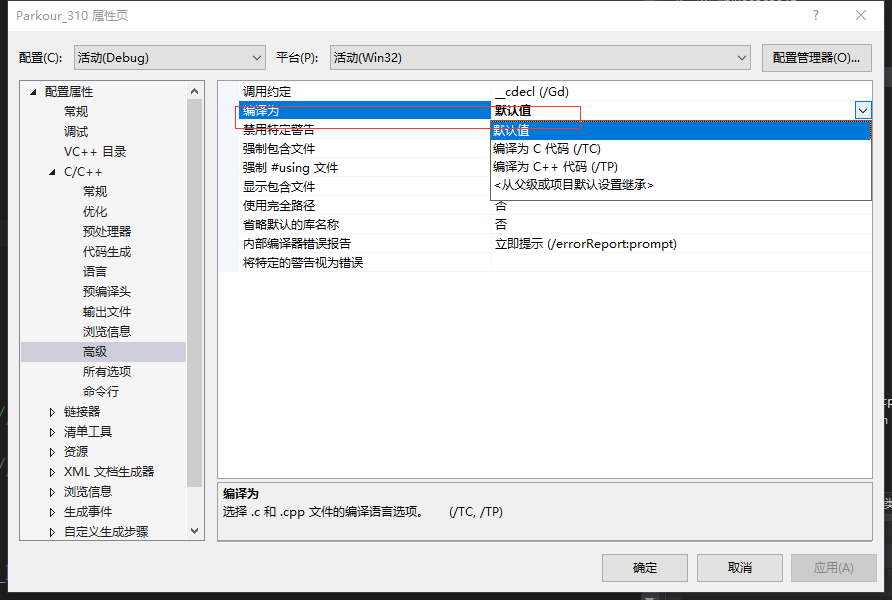 Parkour_310 属性页
配置(C): 活动(Debug) 平台(P): 活动(Win32) 配置管理器(O)...
配置属性
常规
调试
VC++ 目录
C/C++
常规
优化
预处理器
代码生成
语言
预编译头
输出文件
浏览信息
高级
所有选项
命令行
链接器
清单工具
资源
XML 文档生成器
浏览信息
生成事件
自定义生成步骤
调用约定 __cdecl (/Gd)
编译为 默认值
禁用特定警告
强制包含文件
强制 #using 文件
显示包含文件
使用完全路径 否
省略默认的库名称 否
内部编译器错误报告 立即提示 (/errorReport:prompt)
将特定的警告视为错误
默认值
编译为 C 代码 (/TC)
编译为 C++ 代码 (/TP)
<从父级或项目默认设置继承>
编译为
选择 .c 和 .cpp 文件的编译语言选项。 (/TC, /TP)
确定 取消 应用(A)